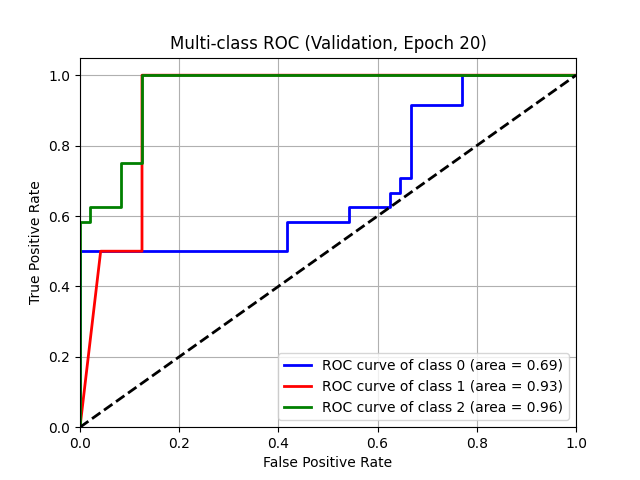 Multi-class ROC (Validation, Epoch 20)
1.0
0.8
0.6
0.4
0.2
0.0
True Positive Rate
ROC curve of class 0 (area = 0.69)
ROC curve of class 1 (area = 0.93)
ROC curve of class 2 (area = 0.96)
0.0 0.2 0.4 0.6 0.8 1.0
False Positive Rate